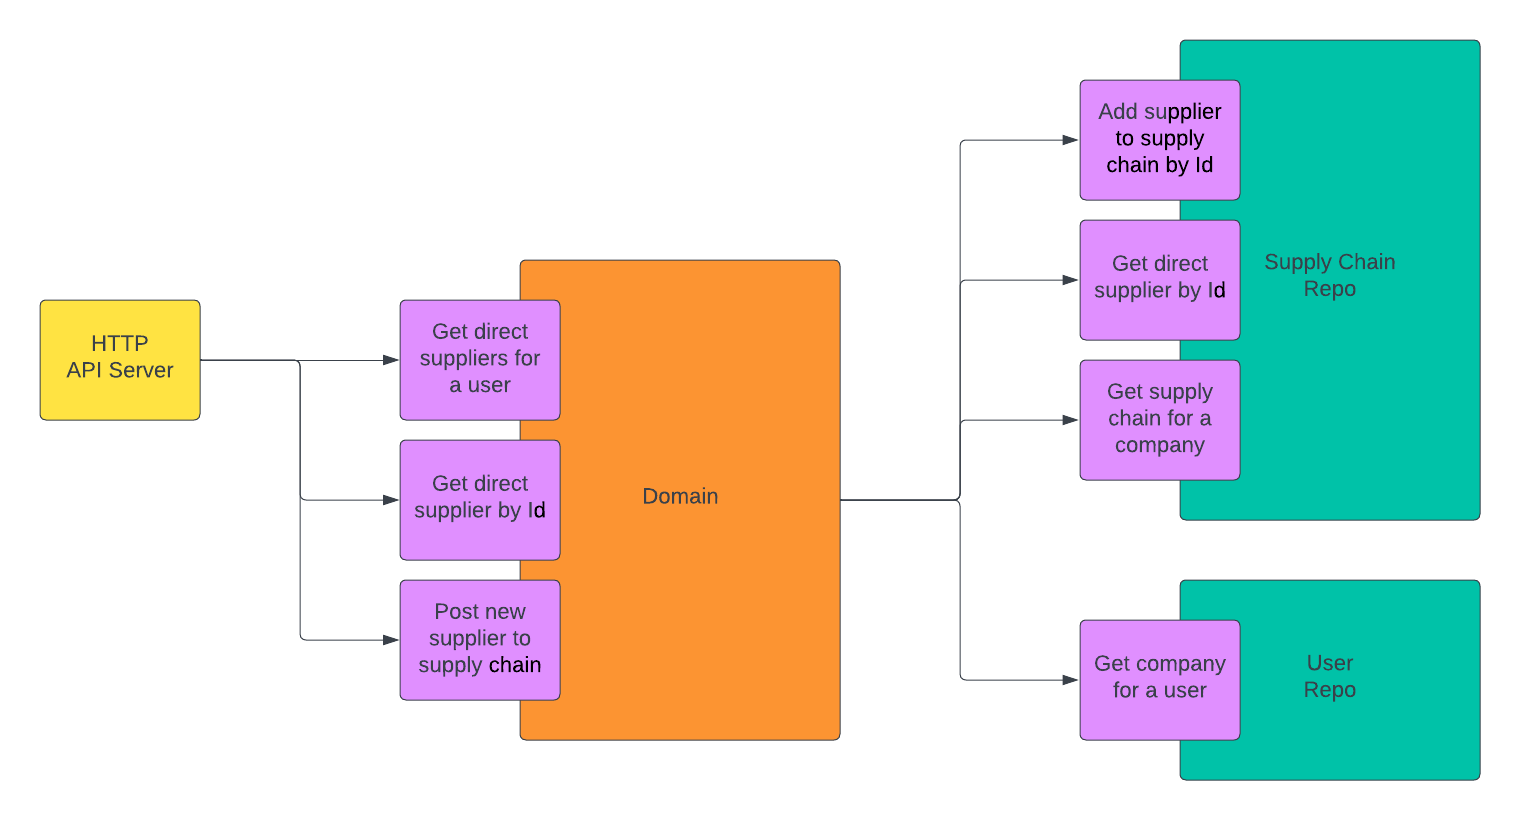 HTTP
API Server
Get direct
suppliers for
a user
Get direct
supplier by Id
Post new
supplier to
supply chain
Domain
Add supplier
to supply
chain by Id
Get direct
supplier by Id
Get supply
chain for a
company
Supply Chain
Repo
Get company
for a user
User
Repo